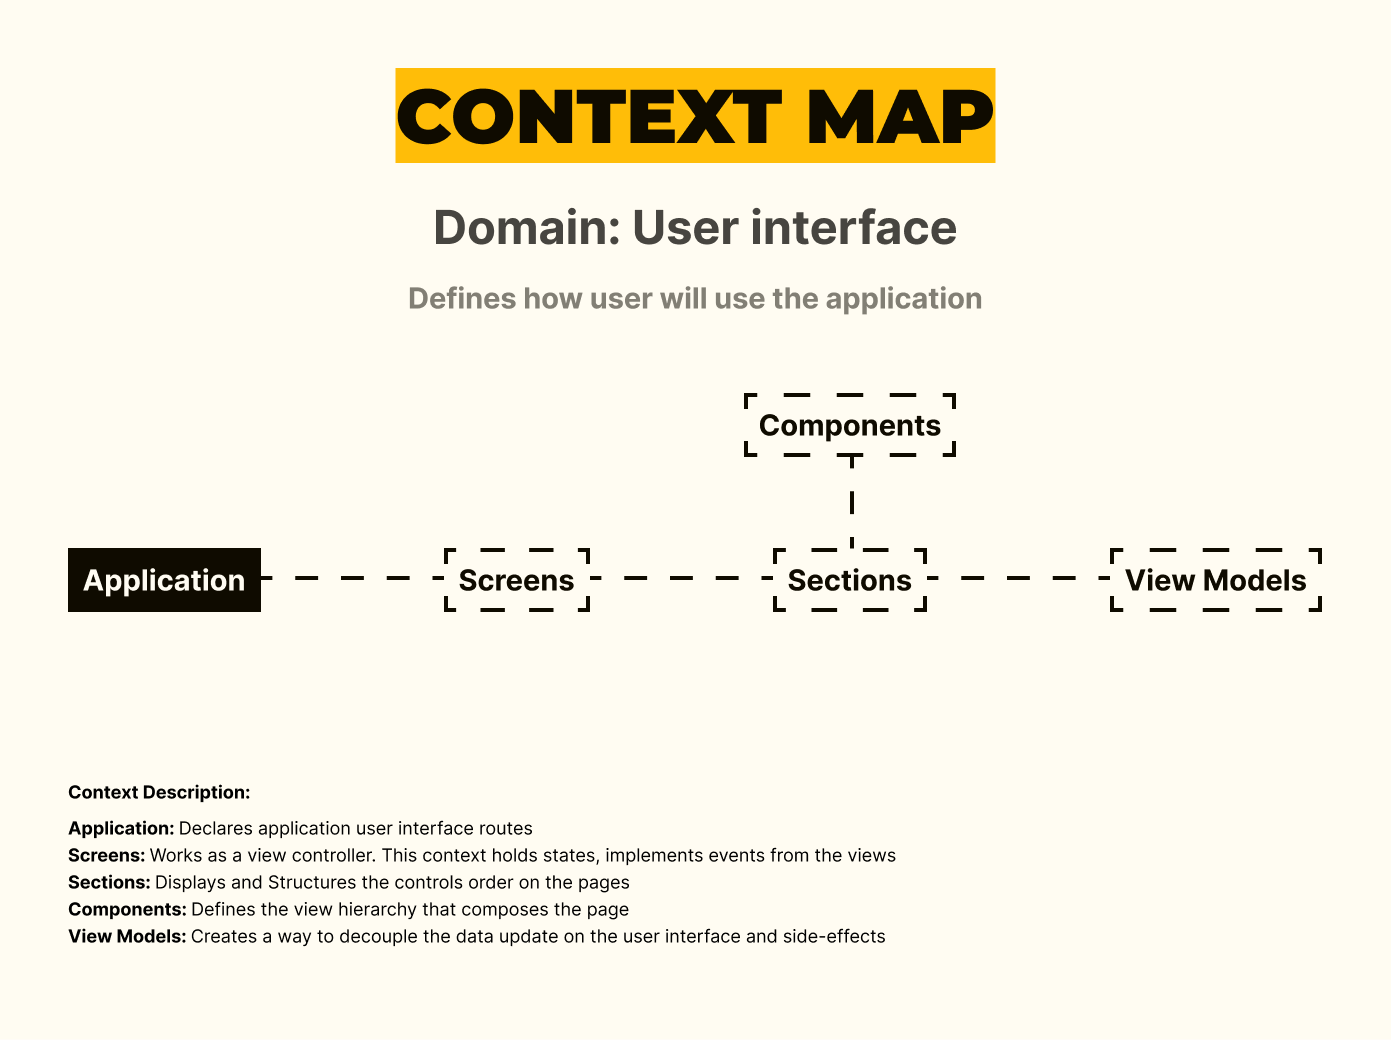 CONTEXT MAP
Domain: User interface
Defines how user will use the application
Components
Application
Screens
Sections
View Models
Context Description:
Application: Declares application user interface routes
Screens: Works as a view controller. This context holds states, implements events from the views
Sections: Displays and Structures the controls order on the pages
Components: Defines the view hierarchy that composes the page
View Models: Creates a way to decouple the data update on the user interface and side-effects